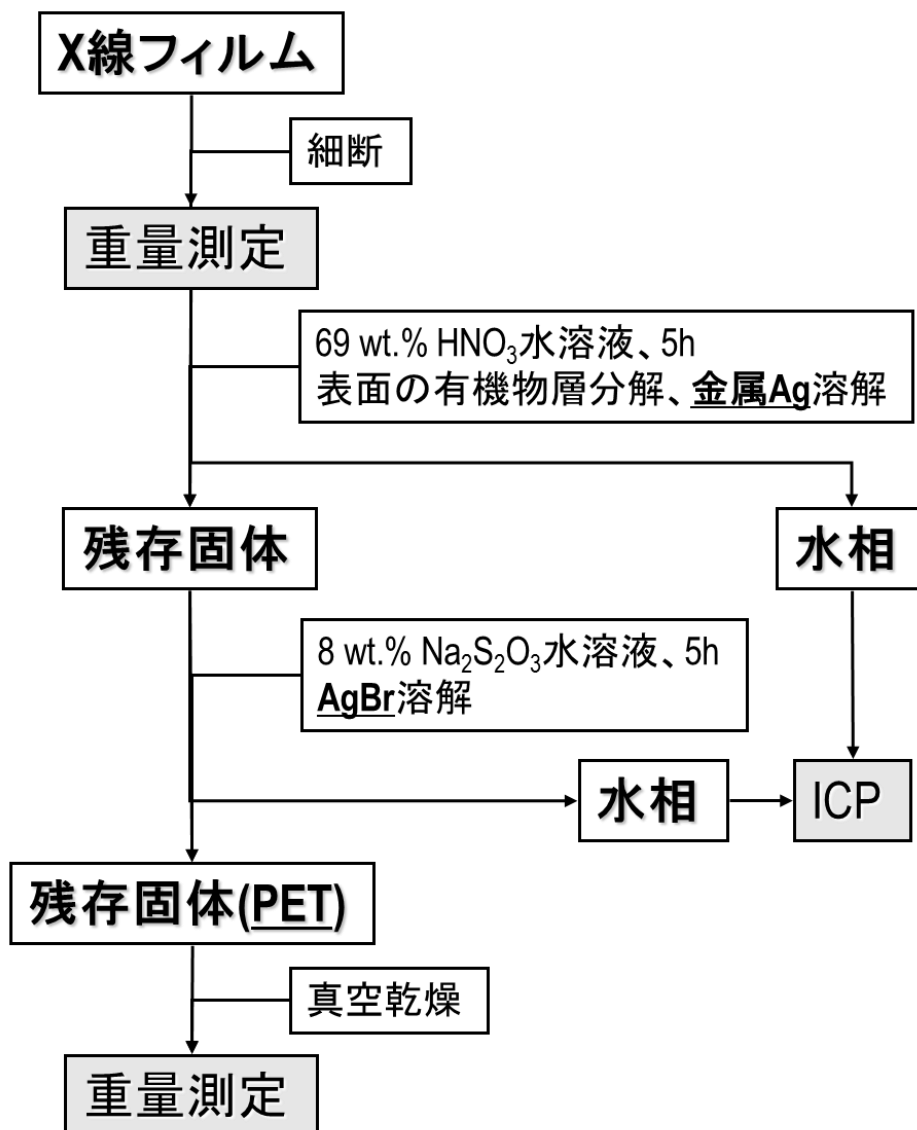 X線フィルム
細断
重量測定
69 wt.% HNO₃水溶液、5h
表面の有機物層分解、金属Ag溶解
残存固体
水相
8 wt.% Na₂S₂O₃水溶液、5h
AgBr溶解
水相
ICP
残存固体(PET)
真空乾燥
重量測定